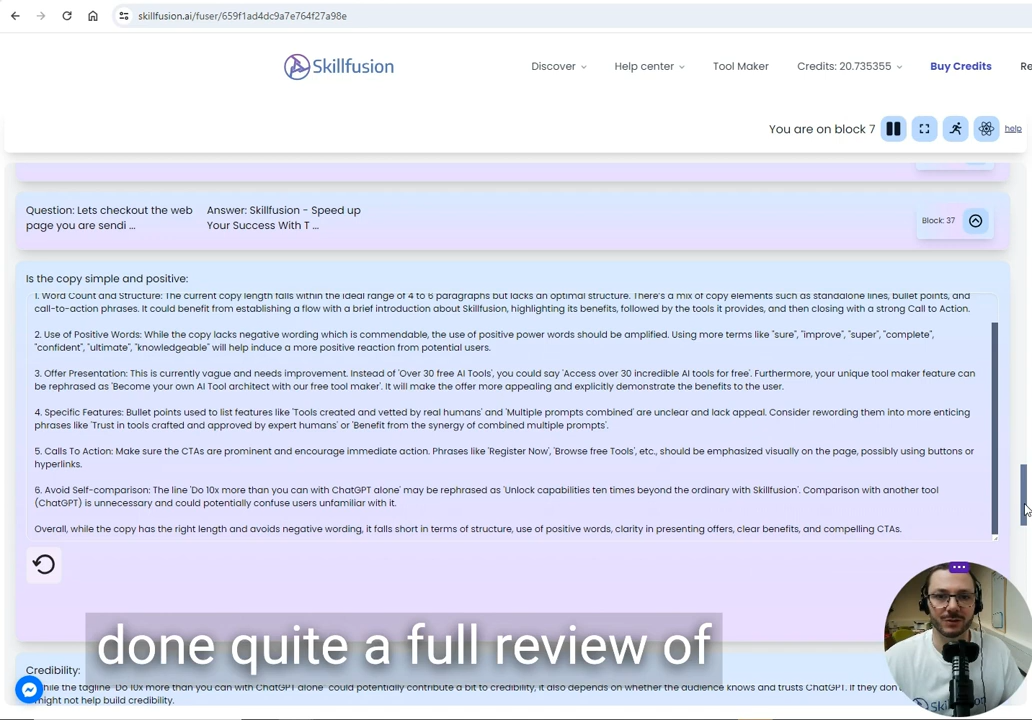 skillfusion.ai/fuser/659f1ad4dc9a7e764f27a98e
Skillfusion
Discover
Help center
Tool Maker
Credits: 20.735355
Buy Credits
Re
You are on block 7
help
Question: Lets checkout the web
page you are sendi ...
Answer: Skillfusion - Speed up
Your Success With T ...
Block: 37
Is the copy simple and positive:
1. Word Count and Structure: The current copy length falls within the ideal range of 4 to 6 paragraphs but lacks an optimal structure. There's a mix of copy elements such as standalone lines, bullet points, and
call-to-action phrases. It could benefit from establishing a flow with a brief introduction about Skillfusion, highlighting its benefits, followed by the tools it provides, and then closing with a strong Call to Action.
2. Use of Positive Words: While the copy lacks negative wording which is commendable, the use of positive power words should be amplified. Using more terms like "sure", "improve", "super", "complete",
"confident", "ultimate", "knowledgeable" will help induce a more positive reaction from potential users.
3. Offer Presentation: This is currently vague and needs improvement. Instead of 'Over 30 free AI Tools', you could say 'Access over 30 incredible AI tools for free'. Furthermore, your unique tool maker feature can
be rephrased as 'Become your own AI Tool architect with our free tool maker'. It will make the offer more appealing and explicitly demonstrate the benefits to the user.
4. Specific Features: Bullet points used to list features like 'Tools created and vetted by real humans' and 'Multiple prompts combined' are unclear and lack appeal. Consider rewording them into more enticing
phrases like 'Trust in tools crafted and approved by expert humans' or 'Benefit from the synergy of combined multiple prompts'.
5. Calls To Action: Make sure the CTAs are prominent and encourage immediate action. Phrases like 'Register Now', 'Browse free Tools', etc., should be emphasized visually on the page, possibly using buttons or
hyperlinks.
6. Avoid Self-comparison: The line 'Do 10x more than you can with ChatGPT alone' may be rephrased as 'Unlock capabilities ten times beyond the ordinary with Skillfusion'. Comparison with another tool
(ChatGPT) is unnecessary and could potentially confuse users unfamiliar with it.
Overall, while the copy has the right length and avoids negative wording, it falls short in terms of structure, use of positive words, clarity in presenting offers, clear benefits, and compelling CTAs.
done quite a full review of
Credibility:
While the tagline 'Do 10x more than you can with ChatGPT alone' could potentially contribute a bit to credibility, it also depends on whether the audience knows and trusts ChatGPT. If they don
might not help build credibility.
Skillfusion